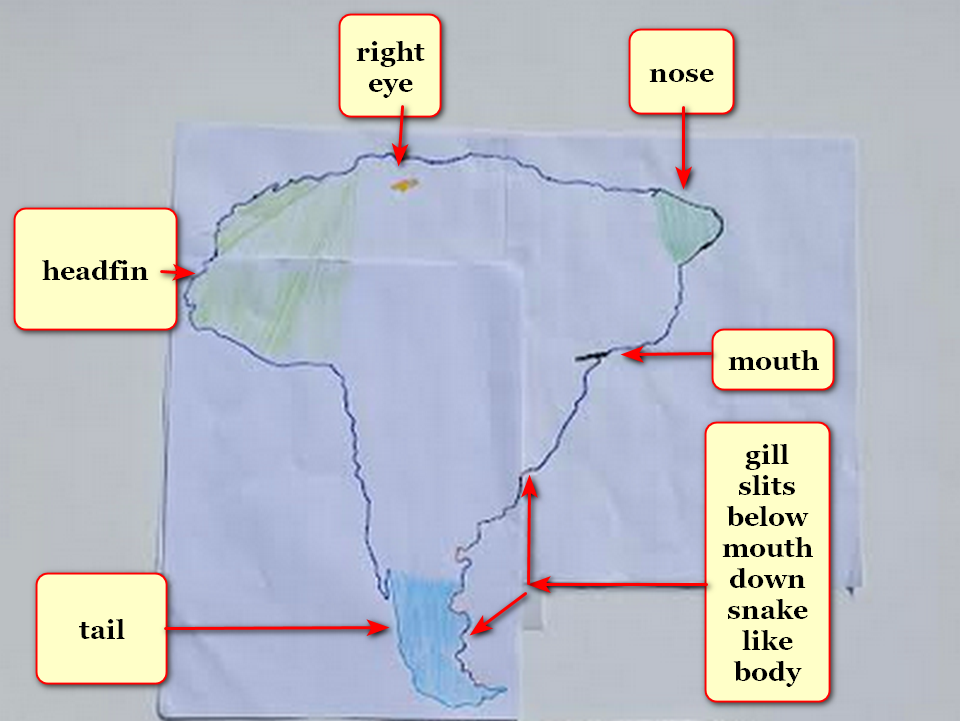 right
eye
nose
headfin
mouth
gill
slits
below
mouth
down
snake
like
body
tail